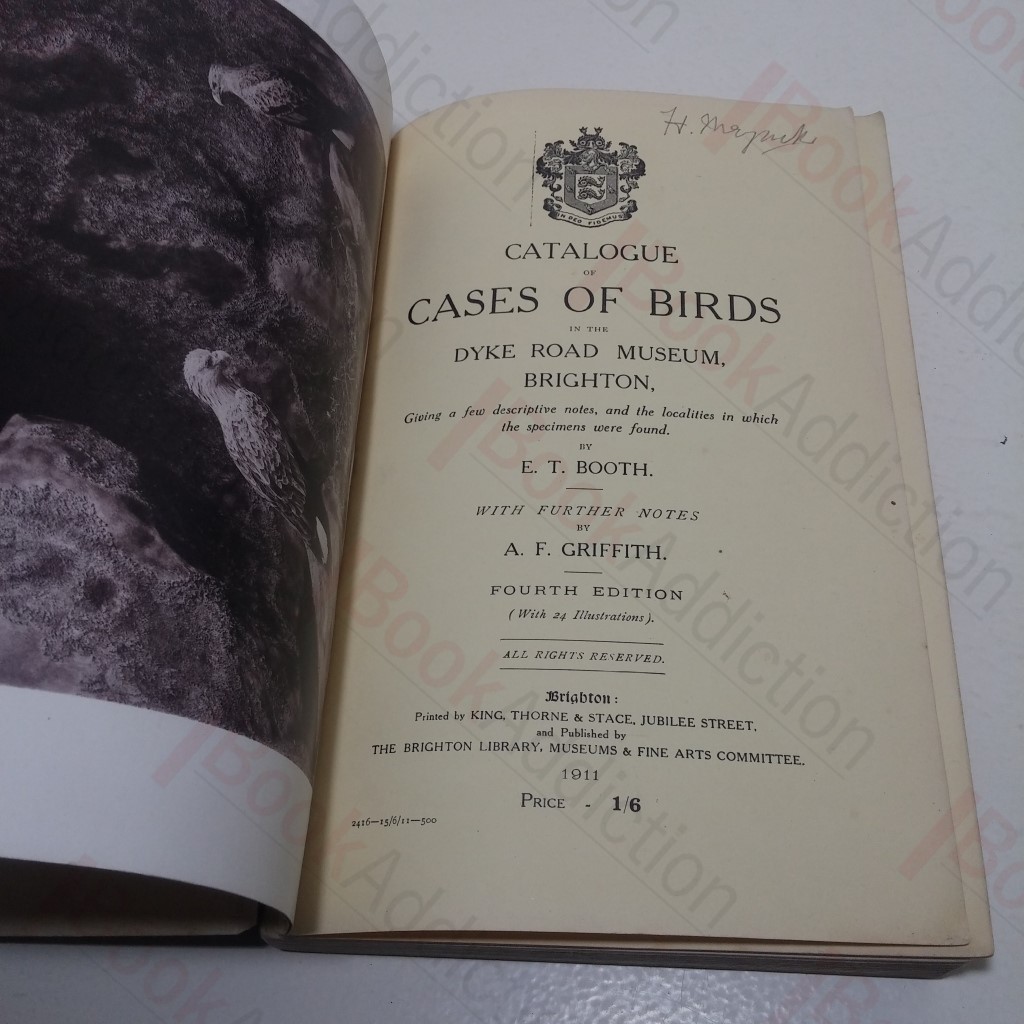 H.
IN DEO FIDEMUS
CATALOGUE
OF
CASES OF BIRDS
IN THE
DYKE ROAD MUSEUM,
BRIGHTON,
Giving a few descriptive notes, and the localities in which
the specimens were found.
BY
E. T. BOOTH.
WITH FURTHER NOTES
BY
A. F. GRIFFITH.
FOURTH EDITION
(With 24 Illustrations).
ALL RIGHTS RESERVED.
Brighton:
Printed by KING, THORNE & STACE, JUBILEE STREET,
and Published by
THE BRIGHTON LIBRARY, MUSEUMS & FINE ARTS COMMITTEE.
1911
PRICE - 1/6
2416—15/6/11—500
BookAddiction